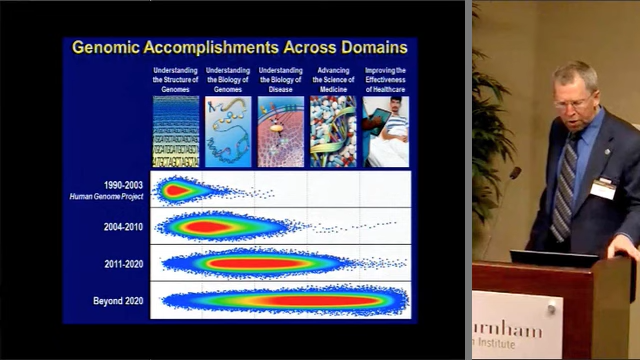 Genomic Accomplishments Across Domains
Understanding
the Structure of
Genomes
Understanding
the Biology of
Genomes
Understanding
the Biology of
Disease
Advancing
the Science of
Medicine
Improving the
Effectiveness
of Healthcare
1990-2003
Human Genome Project
2004-2010
2011-2020
Beyond 2020
urnham
Institute